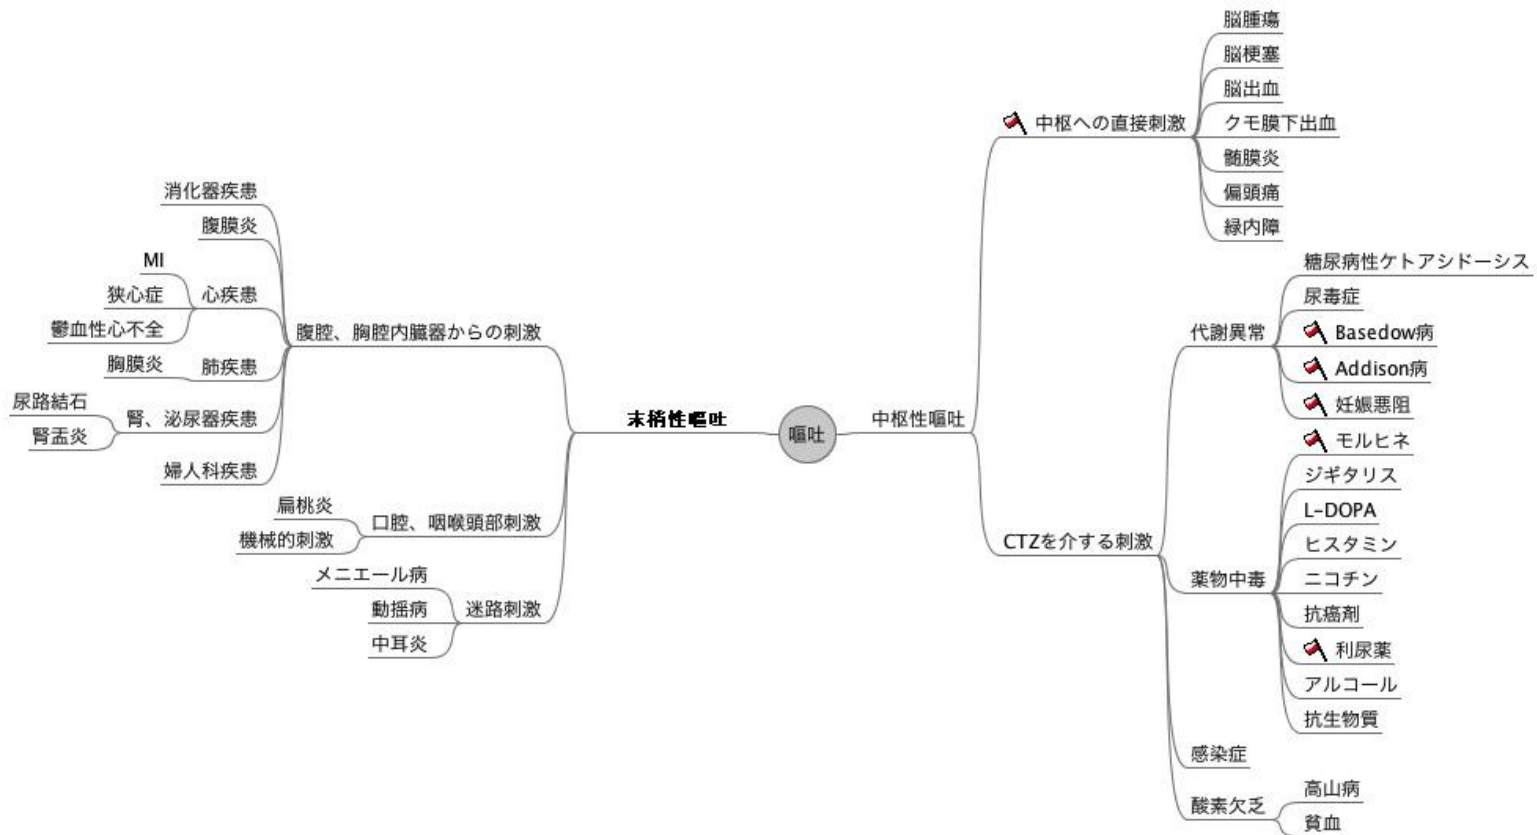 嘔吐
末梢性嘔吐
腹腔、胸腔内臓器からの刺激
消化器疾患
腹膜炎
心疾患
MI
狭心症
鬱血性心不全
肺疾患
胸膜炎
腎、泌尿器疾患
尿路結石
腎盂炎
婦人科疾患
口腔、咽喉頭部刺激
扁桃炎
機械的刺激
迷路刺激
メニエール病
動揺病
中耳炎
中枢性嘔吐
中枢への直接刺激
脳腫瘍
脳梗塞
脳出血
クモ膜下出血
髄膜炎
偏頭痛
緑内障
CTZを介する刺激
代謝異常
糖尿病性ケトアシドーシス
尿毒症
Basedow病
Addison病
妊娠悪阻
薬物中毒
モルヒネ
ジギタリス
L-DOPA
ヒスタミン
ニコチン
抗癌剤
利尿薬
アルコール
抗生物質
感染症
酸素欠乏
高山病
貧血